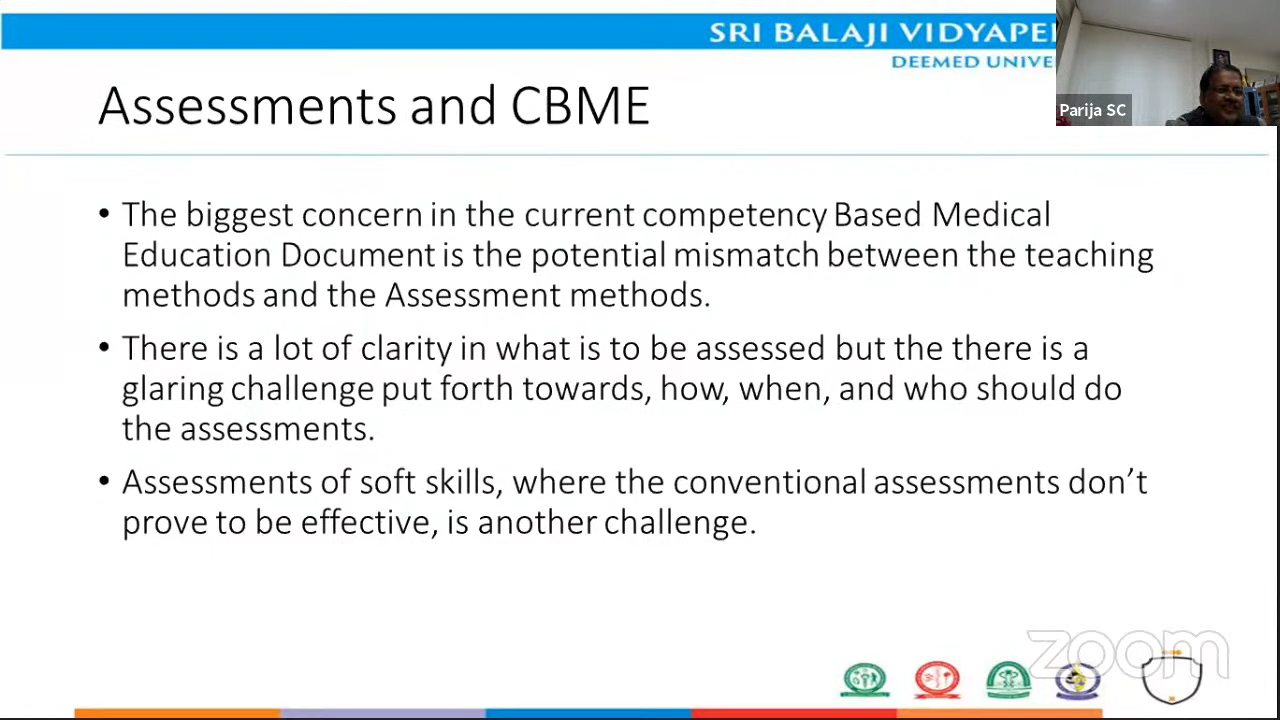 SRI BALAJI VIDYAPE
DEEMED UNIVE
Parija SC
Assessments and CBME
• The biggest concern in the current competency Based Medical
Education Document is the potential mismatch between the teaching
methods and the Assessment methods.
• There is a lot of clarity in what is to be assessed but the there is a
glaring challenge put forth towards, how, when, and who should do
the assessments.
• Assessments of soft skills, where the conventional assessments don’t
prove to be effective, is another challenge.
zoom